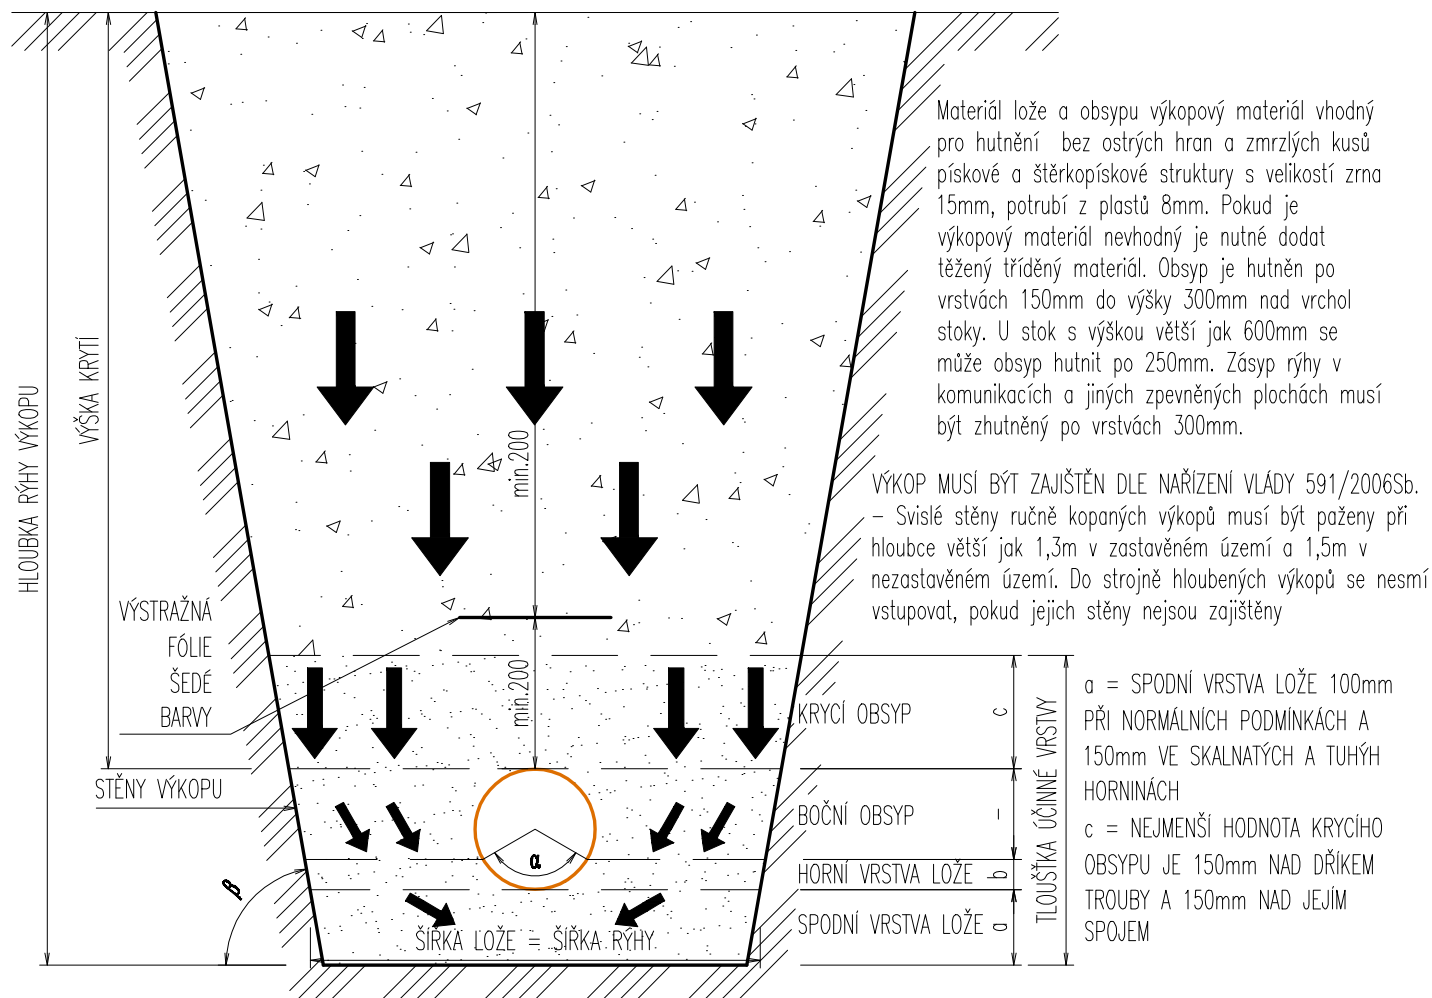 Materiál lože a obsypu výkopový materiál vhodný
pro hutnění bez ostrých hran a zmrzlých kusů
pískové a štěrkopískové struktury s velikostí zrna
15mm, potrubí z plastů 8mm. Pokud je
výkopový materiál nevhodný je nutné dodat
těžený tříděný materiál. Obsyp je hutněn po
vrstvách 150mm do výšky 300mm nad vrchol
stoky. U stok s výškou větší jak 600mm se
může obsyp hutnit po 250mm. Zásyp rýhy v
komunikacích a jiných zpevněných plochách musí
být zhutněný po vrstvách 300mm.
VÝKOP MUSÍ BÝT ZAJIŠTĚN DLE NAŘÍZENÍ VLÁDY 591/2006Sb.
– Svislé stěny ručně kopaných výkopů musí být paženy při
hloubce větší jak 1,3m v zastavěném území a 1,5m v
nezastavěném území. Do strojně hloubených výkopů se nesmí
vstupovat, pokud jejich stěny nejsou zajištěny
HLOUBKA RÝHY VÝKOPU
VÝŠKA KRYTÍ
min.200
min.200
VÝSTRAŽNÁ
FÓLIE
ŠEDÉ
BARVY
STĚNY VÝKOPU
β
α
ŠÍŘKA LOŽE = ŠÍŘKA RÝHY
KRYCÍ OBSYP
c
BOČNÍ OBSYP
–
HORNÍ VRSTVA LOŽE
b
SPODNÍ VRSTVA LOŽE
a
TLOUŠŤKA ÚČINNÉ VRSTVY
a = SPODNÍ VRSTVA LOŽE 100mm
PŘI NORMÁLNÍCH PODMÍNKÁCH A
150mm VE SKALNATÝCH A TUHÝH
HORNINÁCH
c = NEJMENŠÍ HODNOTA KRYCÍHO
OBSYPU JE 150mm NAD DŘÍKEM
TROUBY A 150mm NAD JEJÍM
SPOJEM